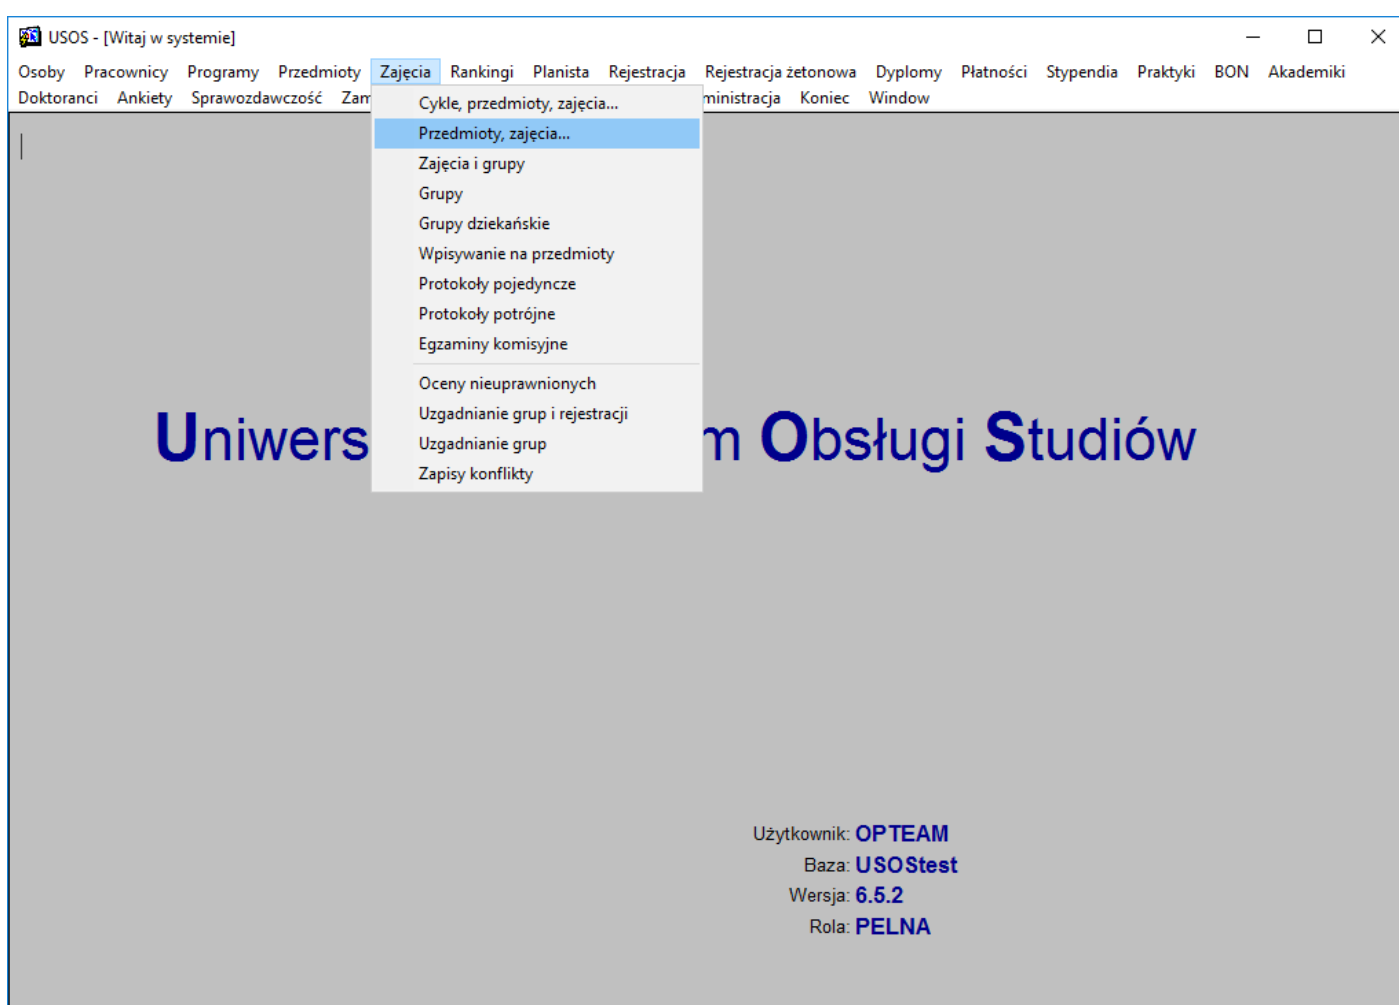 USOS - [Witaj w systemie]
Osoby Pracownicy Programy Przedmioty Zajęcia Rankingi Planista Rejestracja Rejestracja żetonowa Dyplomy Płatności Stypendia Praktyki BON Akademiki
Doktoranci Ankiety Sprawozdawczość Zam ministracja Koniec Window
Cykle, przedmioty, zajęcia...
Przedmioty, zajęcia...
Zajęcia i grupy
Grupy
Grupy dziekańskie
Wpisywanie na przedmioty
Protokoły pojedyncze
Protokoły potrójne
Egzaminy komisyjne
Oceny nieuprawnionych
Uzgadnianie grup i rejestracji
Uzgadnianie grup
Zapisy konflikty
Uniwers m Obsługi Studiów
Użytkownik: OPTEAM
Baza: USOStest
Wersja: 6.5.2
Rola: PELNA